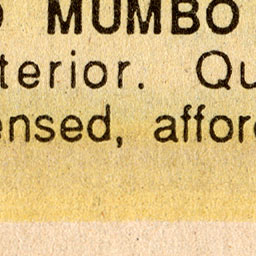 MUMBO
terior. Qu
ensed, affor